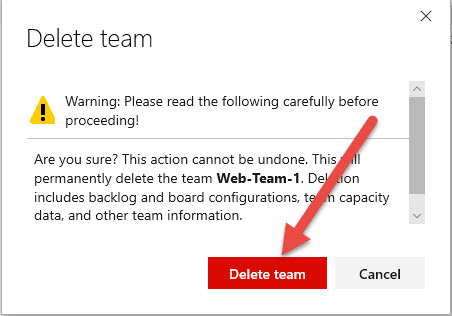 Delete team
Warning: Please read the following carefully before
proceeding!
Are you sure? This action cannot be undone. This will
permanently delete the team Web-Team-1. Deletion
includes backlog and board configurations, team capacity
data, and other team information.
Delete team Cancel